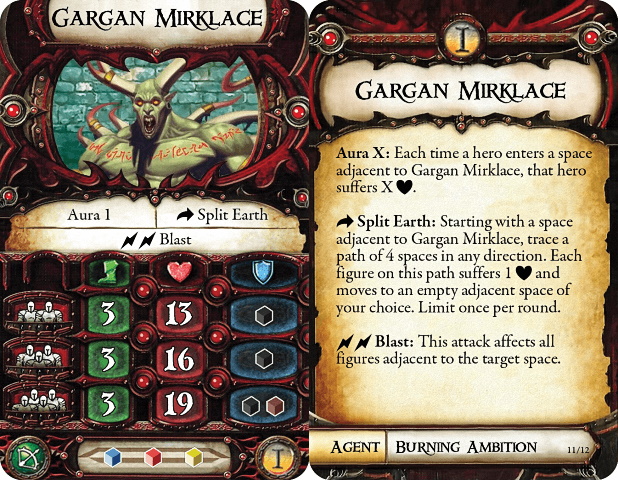 Gargan Mirklace
Aura 1
Split Earth
Blast
3 13
3 16
3 19
I
I
Gargan Mirklace
Aura X: Each time a hero enters a space
adjacent to Gargan Mirklace, that hero
suffers X ♥.
Split Earth: Starting with a space
adjacent to Gargan Mirklace, trace a
path of 4 spaces in any direction. Each
figure on this path suffers 1 ♥ and
moves to an empty adjacent space of
your choice. Limit once per round.
Blast: This attack affects all
figures adjacent to the target space.
Agent Burning Ambition 11/12